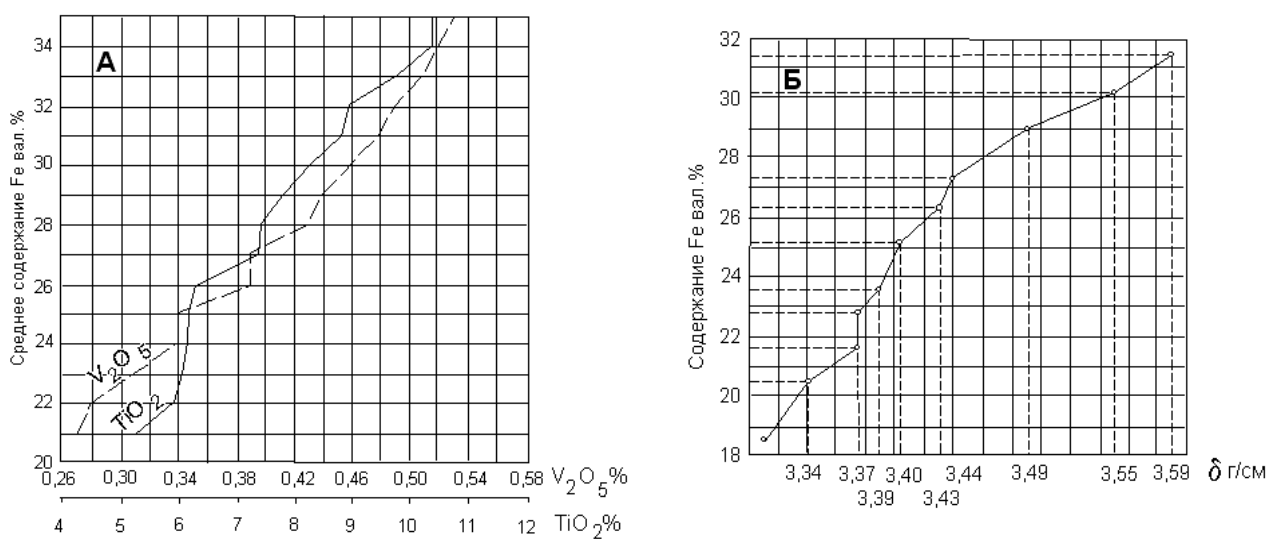 А
Среднее содержание Fe вал. %
34
32
30
28
26
24
22
20
V2O5
TiO2
0,26 0,30 0,34 0,38 0,42 0,46 0,50 0,54 0,58 V2O5%
4 5 6 7 8 9 10 11 12 TiO2%
Б
Содержание Fe вал. %
32
30
28
26
24
22
20
18
3,34 3,37 3,40 3,44 3,49 3,55 3,59 δ г/см
3,39 3,43